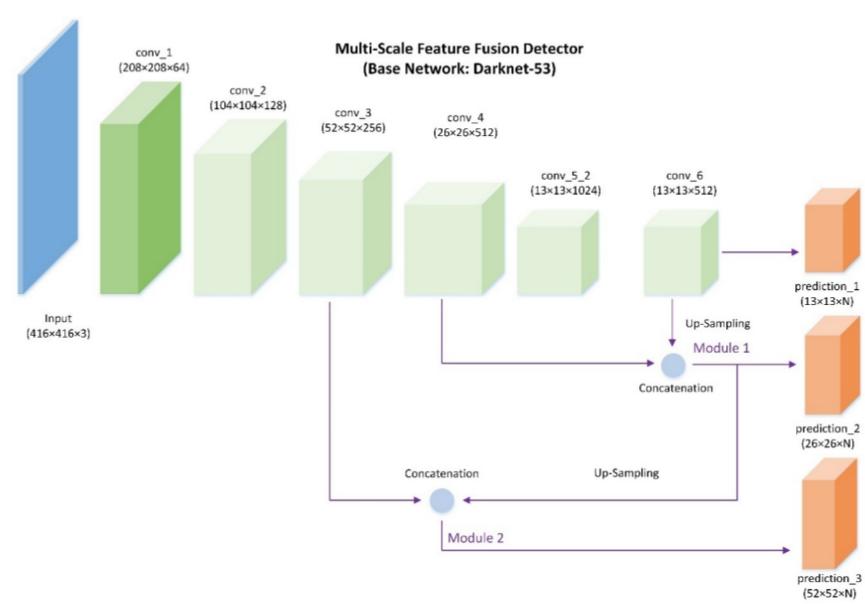 Multi-Scale Feature Fusion Detector
(Base Network: Darknet-53)
conv_1
(208×208×64)
conv_2
(104×104×128)
conv_3
(52×52×256)
conv_4
(26×26×512)
conv_5_2
(13×13×1024)
conv_6
(13×13×512)
Input
(416×416×3)
prediction_1
(13×13×N)
Up-Sampling
Module 1
Concatenation
prediction_2
(26×26×N)
Concatenation
Up-Sampling
Module 2
prediction_3
(52×52×N)